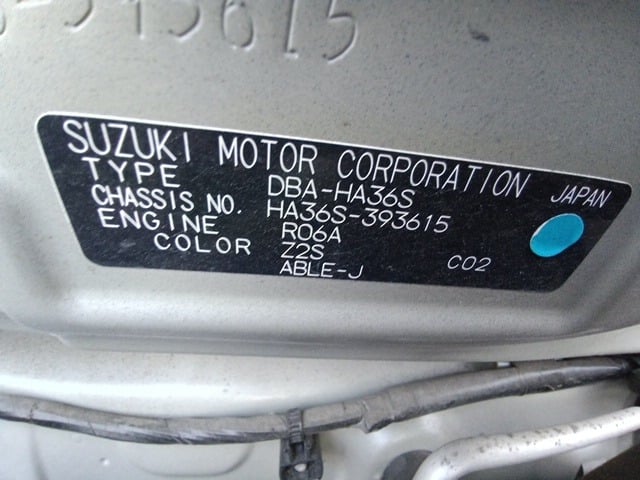 SUZUKI MOTOR CORPORATION JAPAN
TYPE DBA-HA36S
CHASSIS NO. HA36S-393615
ENGINE R06A
COLOR Z2S
ABLE-J C02